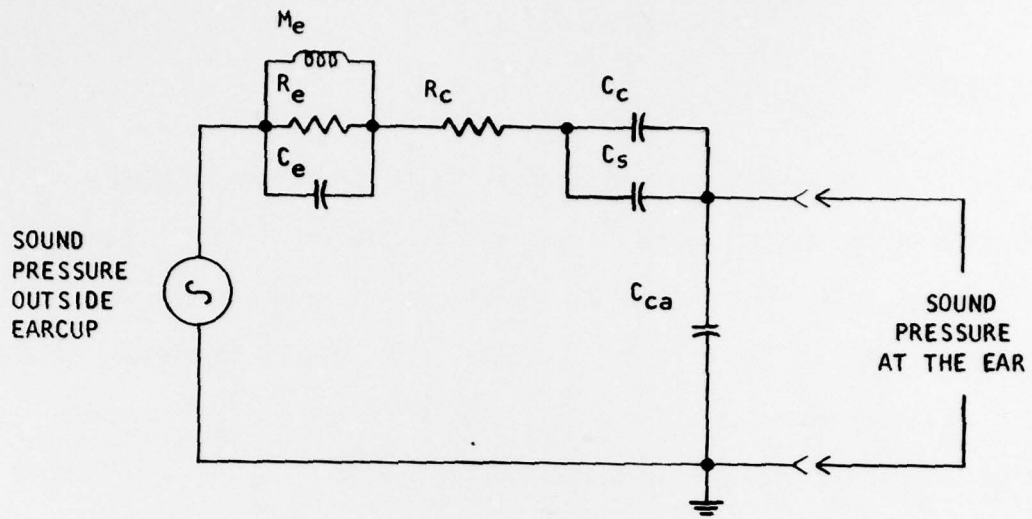 Me
Re
Rc
Cc
Ce
Cs
SOUND
PRESSURE
OUTSIDE
EARCUP
Cca
SOUND
PRESSURE
AT THE EAR